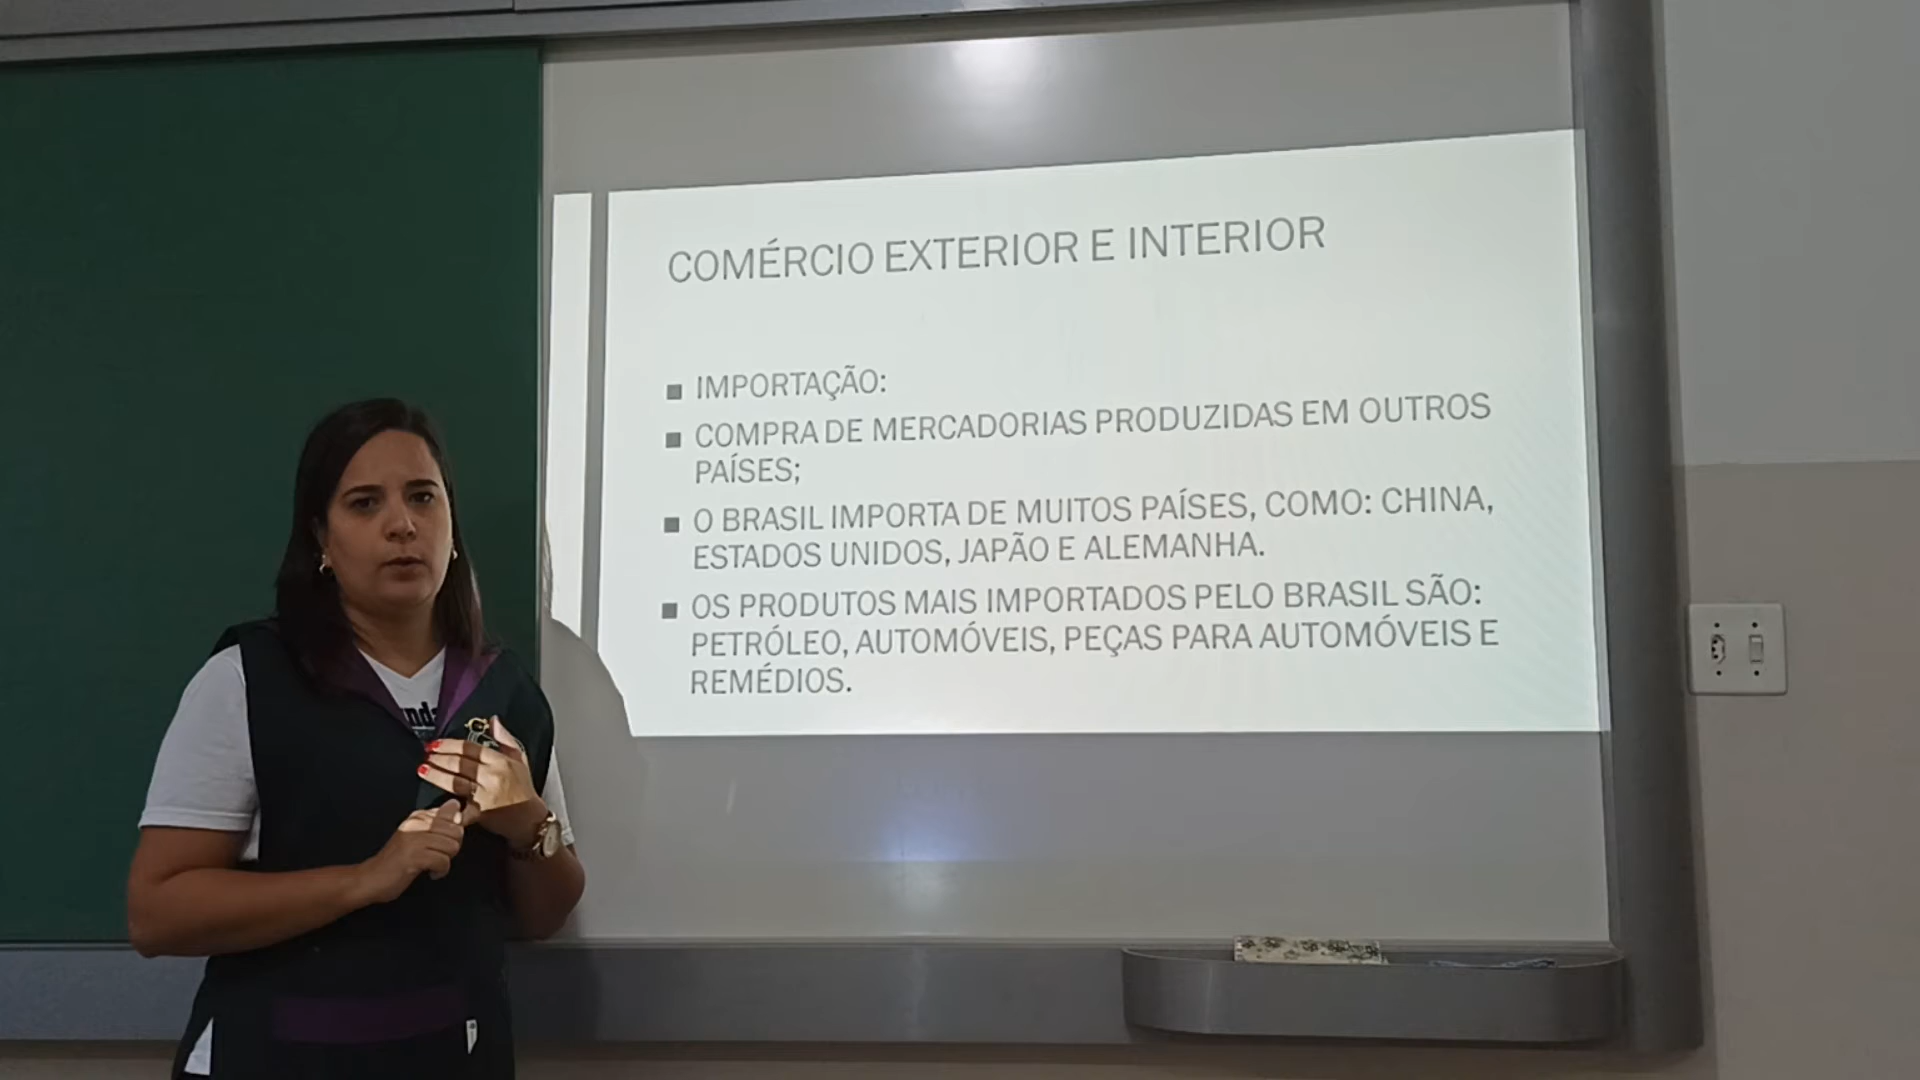 COMÉRCIO EXTERIOR E INTERIOR
IMPORTAÇÃO:
COMPRA DE MERCADORIAS PRODUZIDAS EM OUTROS
PAÍSES;
O BRASIL IMPORTA DE MUITOS PAÍSES, COMO: CHINA,
ESTADOS UNIDOS, JAPÃO E ALEMANHA.
OS PRODUTOS MAIS IMPORTADOS PELO BRASIL SÃO:
PETRÓLEO, AUTOMÓVEIS, PEÇAS PARA AUTOMÓVEIS E
REMÉDIOS.